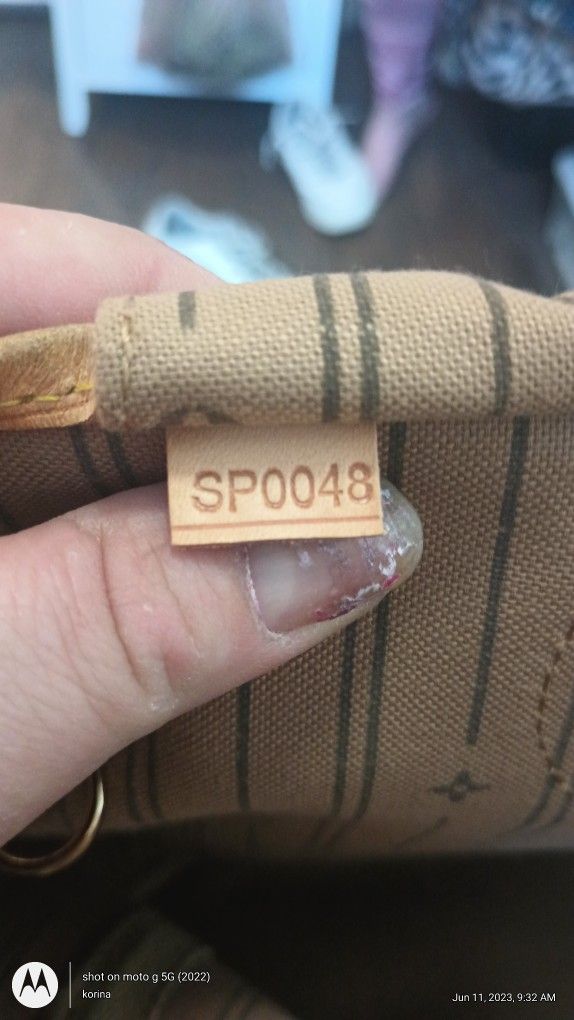 SP0048
shot on moto g 5G (2022)
korina
Jun 11, 2023, 9:32 AM